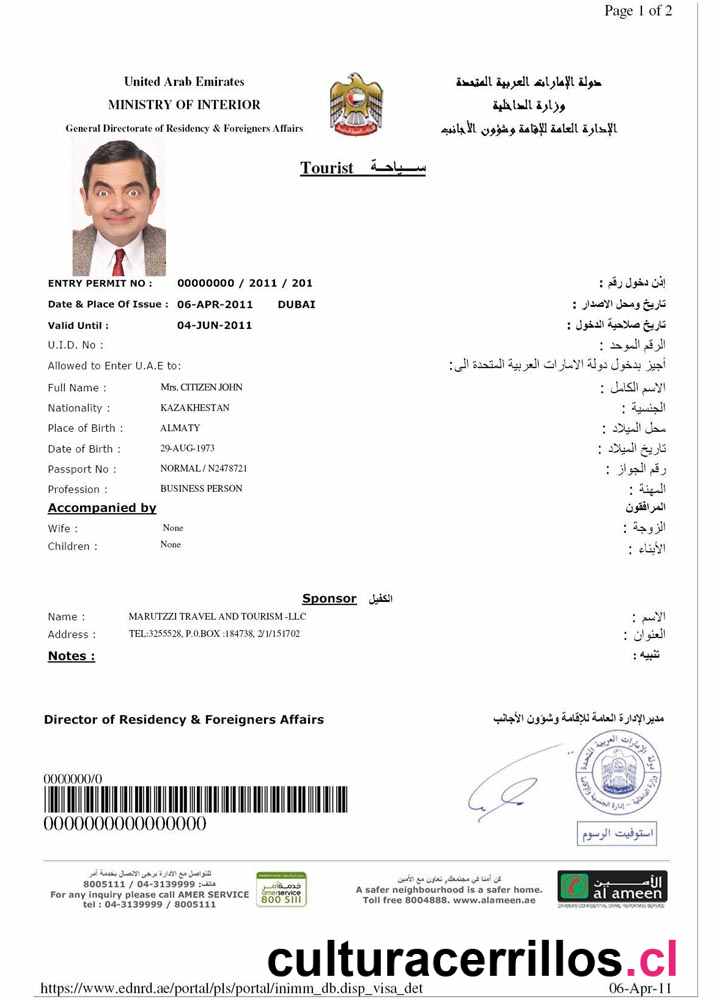 Page 1 of 2
United Arab Emirates
دولة الإمارات العربية المتحدة
MINISTRY OF INTERIOR
وزارة الداخلية
General Directorate of Residency & Foreigners Affairs
الإدارة العامة للإقامة وشؤون الأجانب
Tourist سيـــاحـة
ENTRY PERMIT NO : 00000000 / 2011 / 201 إذن دخول رقم :
Date & Place Of Issue : 06-APR-2011 DUBAI تاريخ ومحل الاصدار :
Valid Until : 04-JUN-2011 تاريخ صلاحية الدخول :
U.I.D. No : الرقم الموحد :
Allowed to Enter U.A.E to: أجيز بدخول دولة الامارات العربية المتحدة الى:
Full Name : Mrs. CITIZEN JOHN الاسم الكامل :
Nationality : KAZAKHESTAN الجنسية :
Place of Birth : ALMATY محل الميلاد :
Date of Birth : 29-AUG-1973 تاريخ الميلاد :
Passport No : NORMAL / N2478721 رقم الجواز :
Profession : BUSINESS PERSON المهنة :
Accompanied by المرافقون
Wife : None الزوجة :
Children : None الأبناء :
Sponsor الكفيل
Name : MARUTZZI TRAVEL AND TOURISM -LLC الاسم :
Address : TEL:3255528, P.0.BOX :184738, 2/1/151702 العنوان :
Notes : تنبيه :
Director of Residency & Foreigners Affairs مدير الإدارة العامة للاقامة وشؤون الأجانب
دولة الإمارات العربية المتحدة
0000000/0
0000000000000000
استوفيت الرسوم
للتواصل مع الادارة يرجى الاتصال بخدمة آمر
هاتف: 04-3139999 / 8005111
For any inquiry please call AMER SERVICE
tel : 04-3139999 / 8005111
خدمة آمر
amerservice
800 5111
كن آمنا في مجتمعك, تعاون مع الأمين
A safer neighbourhood is a safer home.
Toll free 8004888. www.alameen.ae
الأمـــين
al ameen
culturacerrillos.cl
https://www.ednrd.ae/portal/pls/portal/inimm_db.disp_visa_det 06-Apr-11